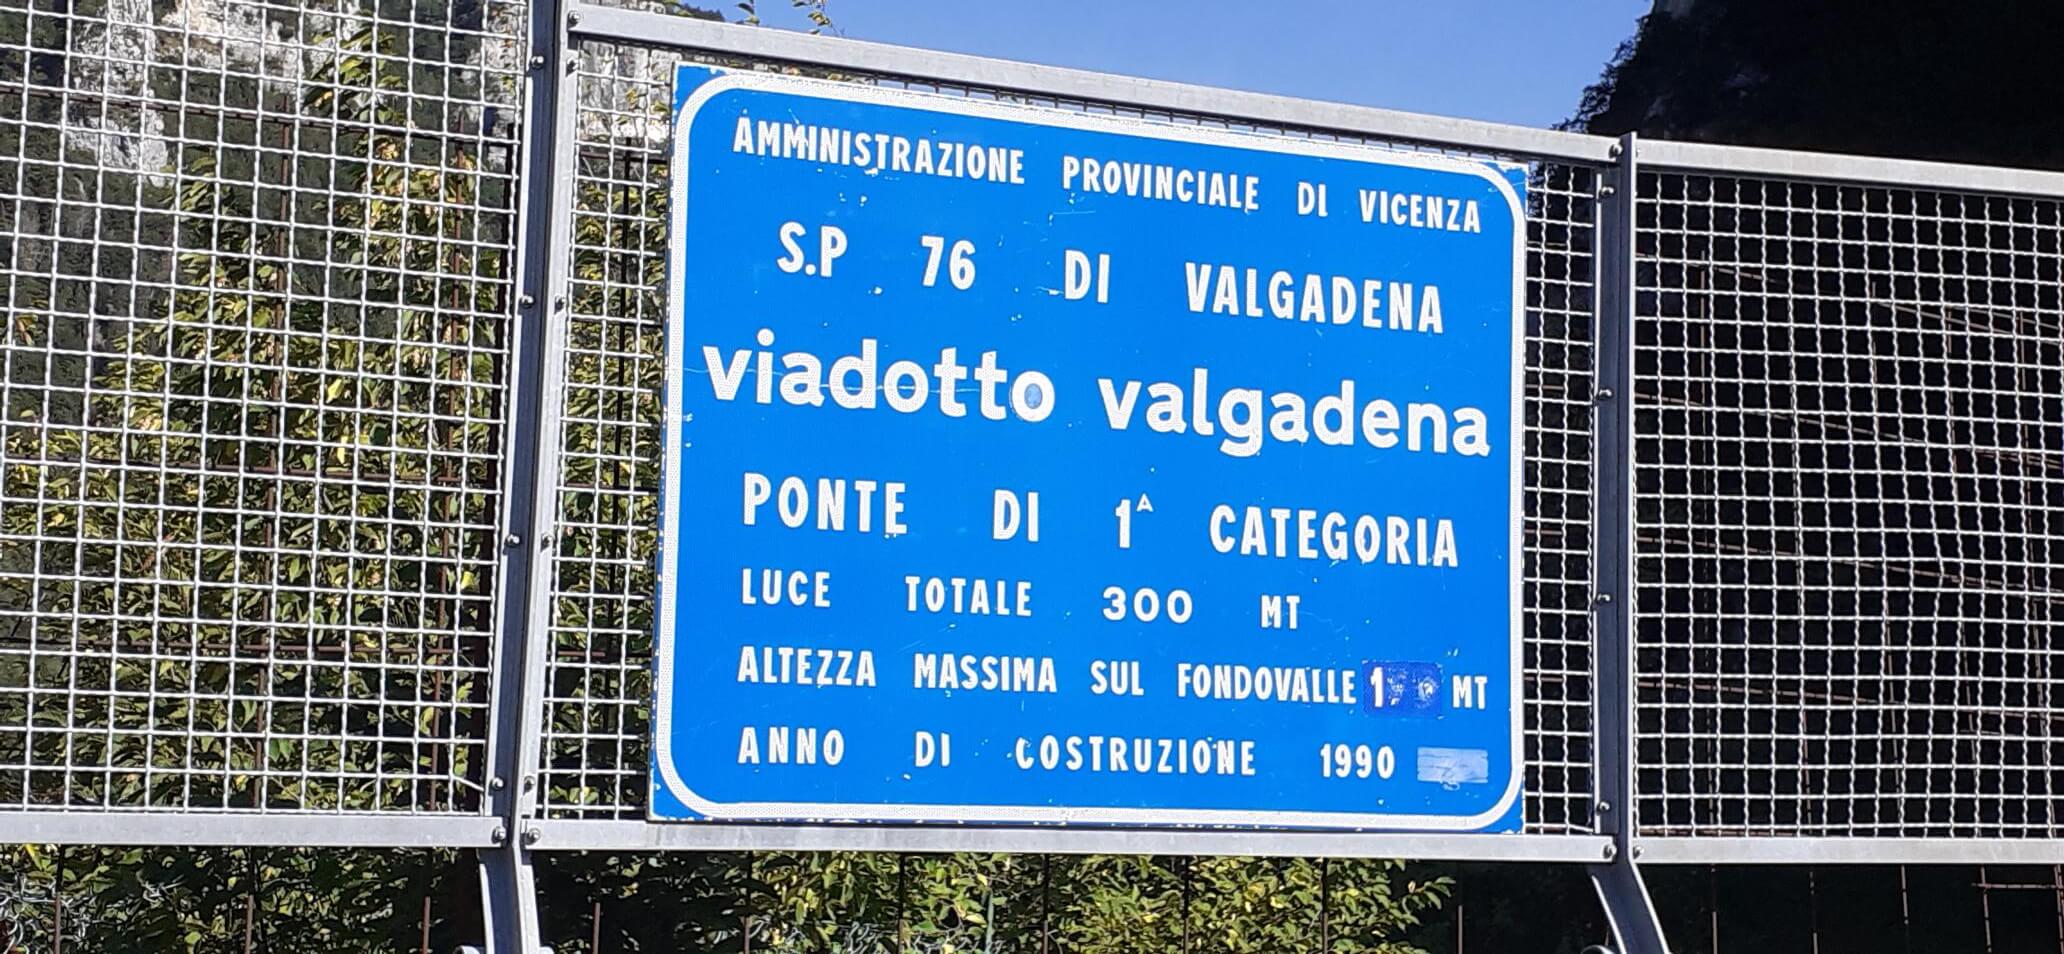 AMMINISTRAZIONE PROVINCIALE DI VICENZA
S.P 76 DI VALGADENA
viadotto valgadena
PONTE DI 1ᴬ CATEGORIA
LUCE TOTALE 300 MT
ALTEZZA MASSIMA SUL FONDOVALLE MT
ANNO DI COSTRUZIONE 1990